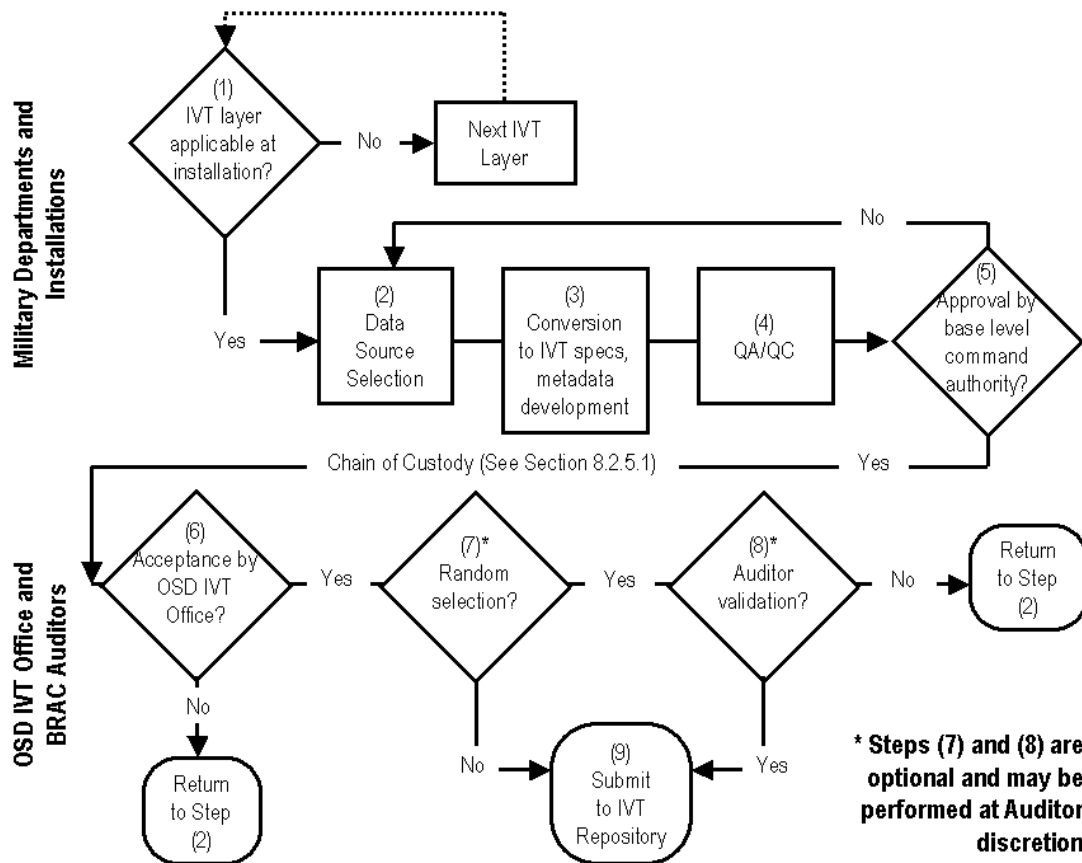 Military Departments and
Installations
(1)
IVT layer
applicable at
installation?
No
Next IVT
Layer
No
Yes
(2)
Data
Source
Selection
(3)
Conversion
to IVT specs,
metadata
development
(4)
QA/QC
(5)
Approval by
base level
command
authority?
Chain of Custody (See Section 8.2.5.1)
Yes
OSD IVT Office and
BRAC Auditors
(6)
Acceptance by
OSD IVT
Office?
Yes
(7)*
Random
selection?
Yes
(8)*
Auditor
validation?
No
Return
to Step
(2)
No
Return
to Step
(2)
No
(9)
Submit
to IVT
Repository
Yes
* Steps (7) and (8) are
optional and may be
performed at Auditor
discretion